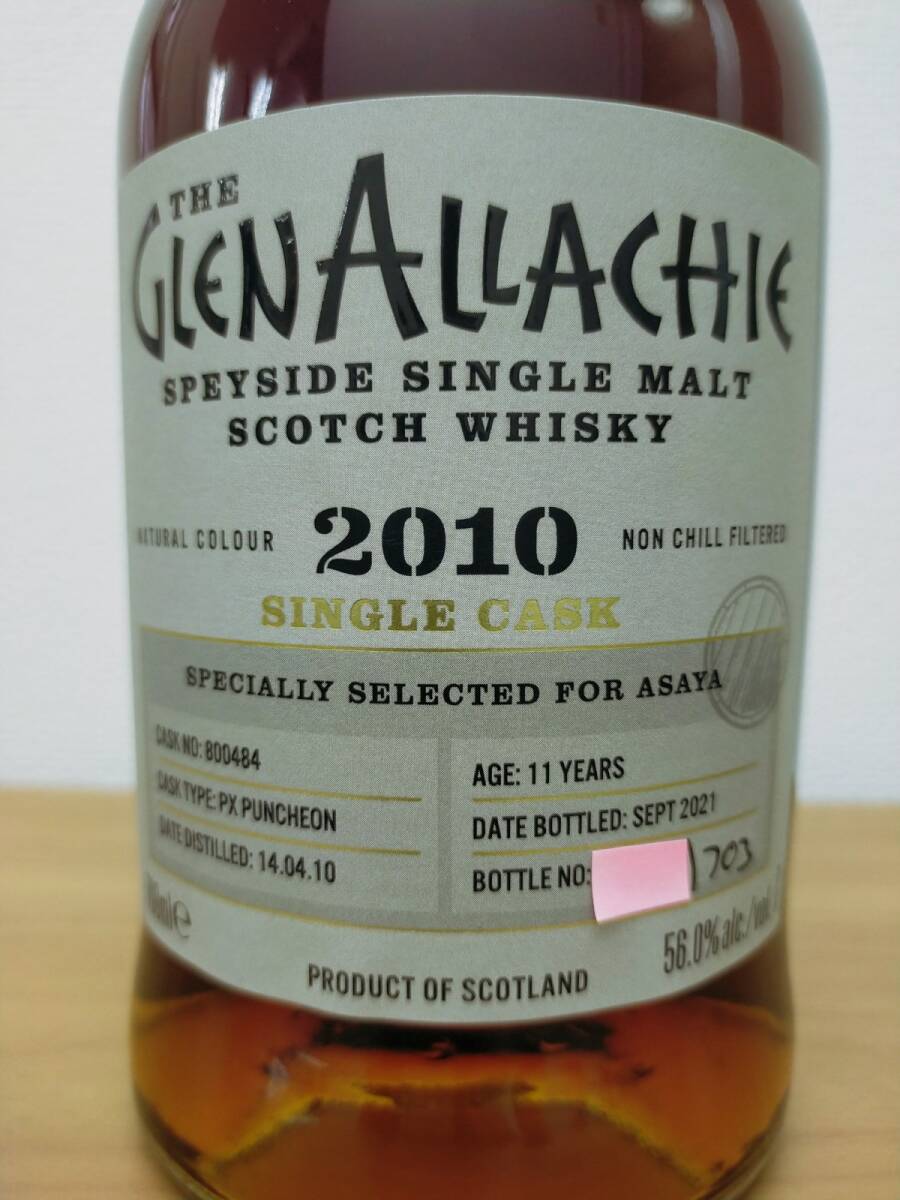 THE
GLENALLACHIE
SPEYSIDE SINGLE MALT
SCOTCH WHISKY
NATURAL COLOUR 2010 NON CHILL FILTERED
SINGLE CASK
SPECIALLY SELECTED FOR ASAYA
CASK NO: 800484
CASK TYPE: PX PUNCHEON
DATE DISTILLED: 14.04.10
AGE: 11 YEARS
DATE BOTTLED: SEPT 2021
BOTTLE NO: /703
56.0% alc./vol.
PRODUCT OF SCOTLAND